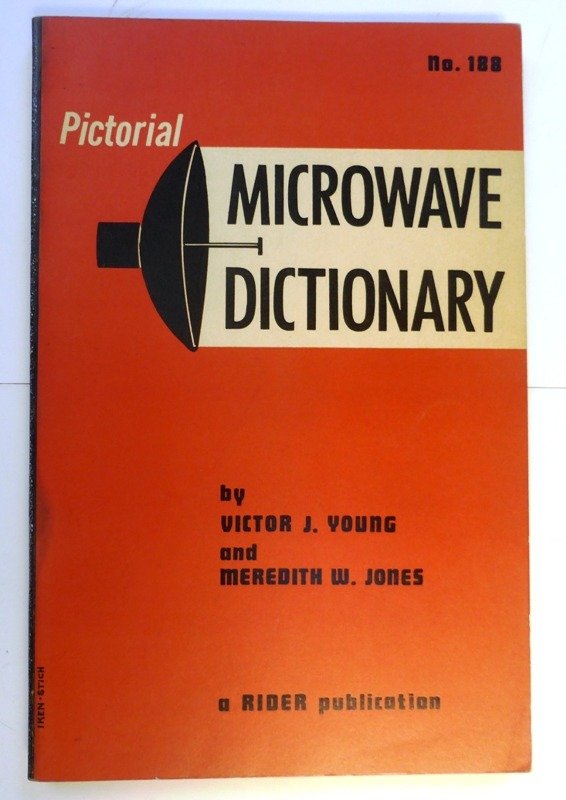 No. 188
Pictorial
MICROWAVE
DICTIONARY
by
VICTOR J. YOUNG
and
MEREDITH W. JONES
a RIDER publication